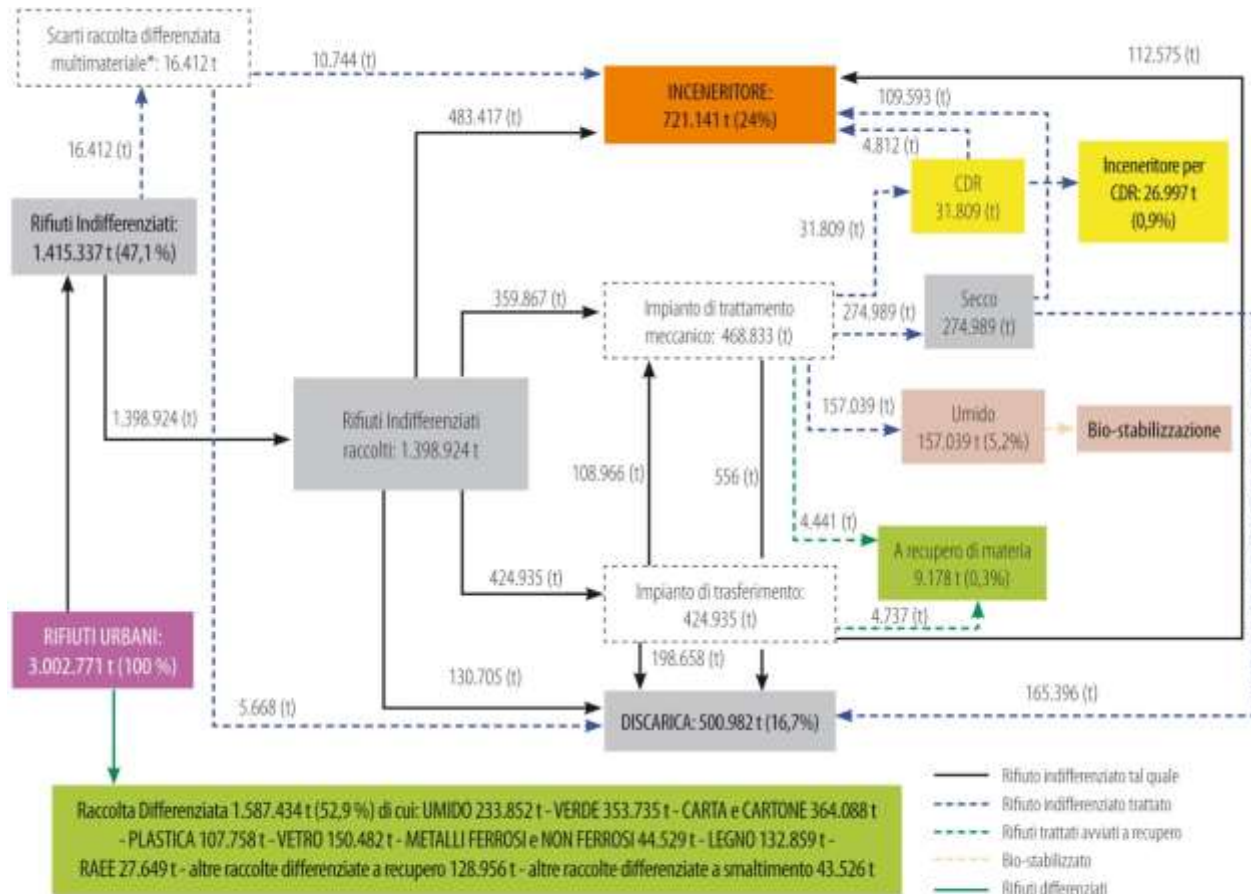 Scarti raccolta differenziata
multimateriale*: 16.412 t
10.744 (t)
112.575 (t)
INCENERITORE:
721.141 t (24%)
109.593 (t)
483.417 (t)
4.812 (t)
16.412 (t)
CDR
31.809 (t)
Inceneritore per
CDR: 26.997 t
(0,9%)
Rifiuti Indifferenziati:
1.415.337 t (47,1 %)
31.809 (t)
359.867 (t)
Impianto di trattamento
meccanico: 468.833 (t)
274.989 (t)
Secco
274.989 (t)
1.398.924 (t)
Rifiuti Indifferenziati
raccolti: 1.398.924 t
157.039 (t)
Umido
157.039 t (5,2%)
Bio-stabilizzazione
108.966 (t)
556 (t)
4.441 (t)
A recupero di materia
9.178 t (0,3%)
424.935 (t)
Impianto di trasferimento:
424.935 (t)
4.737 (t)
RIFIUTI URBANI:
3.002.771 t (100 %)
198.658 (t)
130.705 (t)
5.668 (t)
165.396 (t)
DISCARICA: 500.982 t (16,7%)
Rifiuto indifferenziato tal quale
Rifiuto indifferenziato trattato
Rifiuti trattati avviati a recupero
Bio-stabilizzato
Rifiuti differenziati
Raccolta Differenziata 1.587.434 t (52,9 %) di cui: UMIDO 233.852 t - VERDE 353.735 t - CARTA e CARTONE 364.088 t
- PLASTICA 107.758 t - VETRO 150.482 t - METALLI FERROSI e NON FERROSI 44.529 t - LEGNO 132.859 t -
RAEE 27.649 t - altre raccolte differenziate a recupero 128.956 t - altre raccolte differenziate a smaltimento 43.526 t